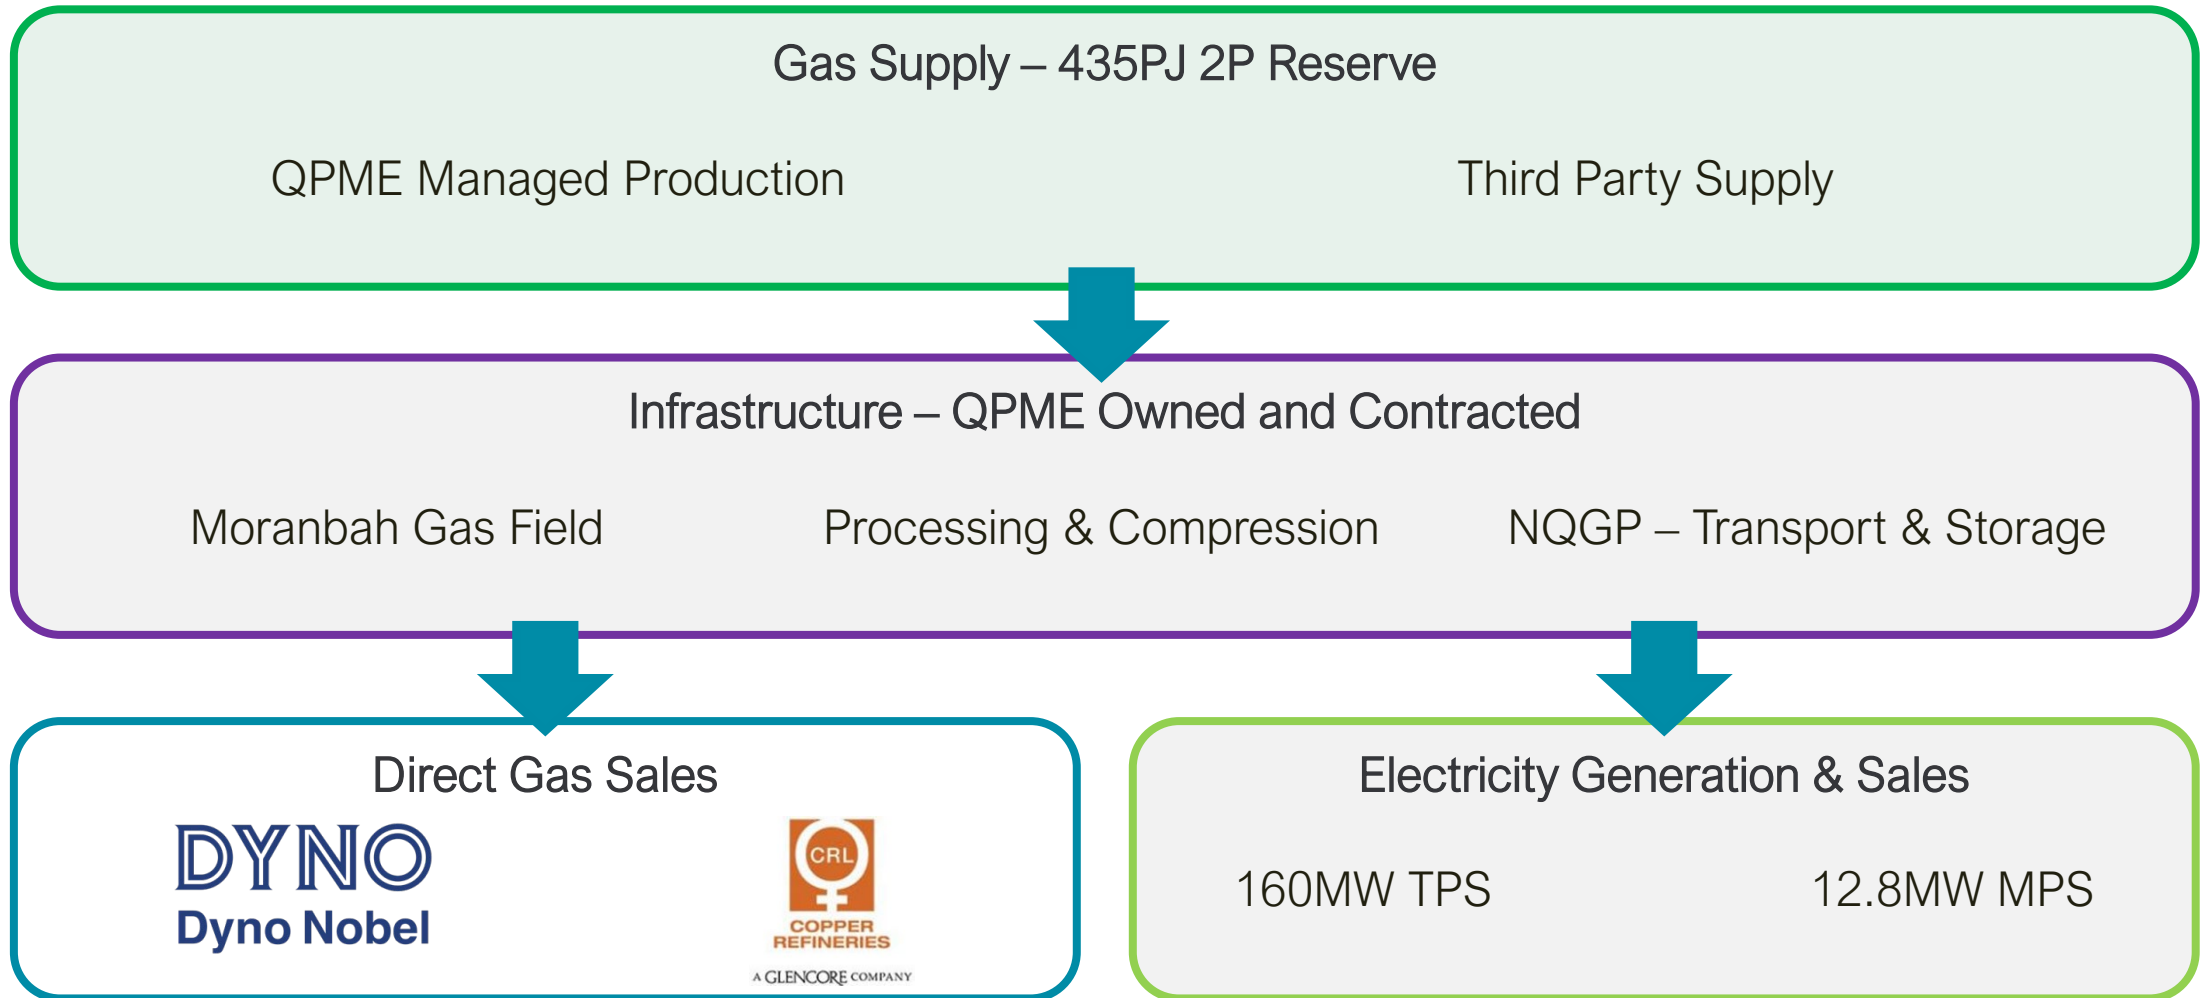 Gas Supply – 435PJ 2P Reserve
QPME Managed Production
Third Party Supply
Infrastructure – QPME Owned and Contracted
Moranbah Gas Field
Processing & Compression
NQGP – Transport & Storage
Direct Gas Sales
DYNO
Dyno Nobel
CRL
COPPER
REFINERIES
A GLENCORE COMPANY
Electricity Generation & Sales
160MW TPS
12.8MW MPS